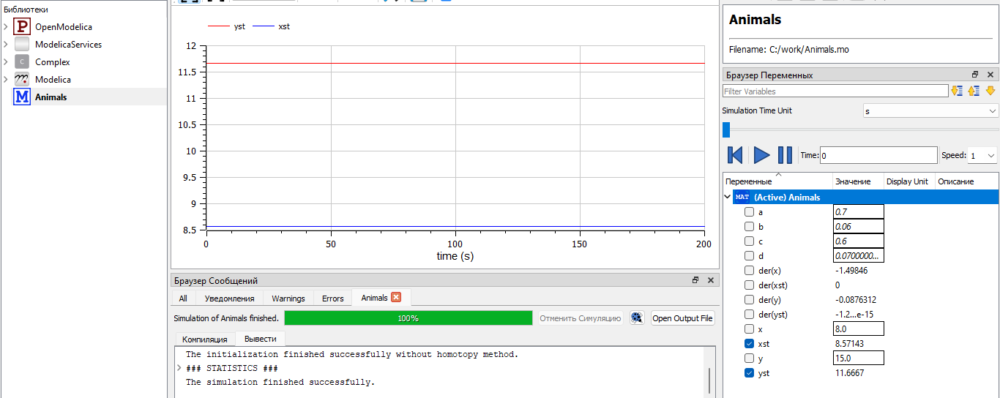 Библиотеки
OpenModelica
ModelicaServices
C Complex
Modelica
M Animals
yst xst
12
11.5
11
10.5
10
9.5
9
8.5
0 50 100 150 200
time (s)
Браузер Сообщений
All Уведомления Warnings Errors Animals
Simulation of Animals finished. 100% Отменить Симуляцию Open Output File
Компиляция Вывести
The initialization finished successfully without homotopy method.
### STATISTICS ###
The simulation finished successfully.
Animals
Filename: C:/work/Animals.mo
Браузер Переменных
Filter Variables
Simulation Time Unit s
Time: 0 Speed: 1
Переменные Значение Display Unit Описание
MAT (Active) Animals
a 0.7
b 0.06
c 0.6
d 0.0700000...
der(x) -1.49846
der(xst) 0
der(y) -0.0876312
der(yst) -1.2...e-15
x 8.0
xst 8.57143
y 15.0
yst 11.6667